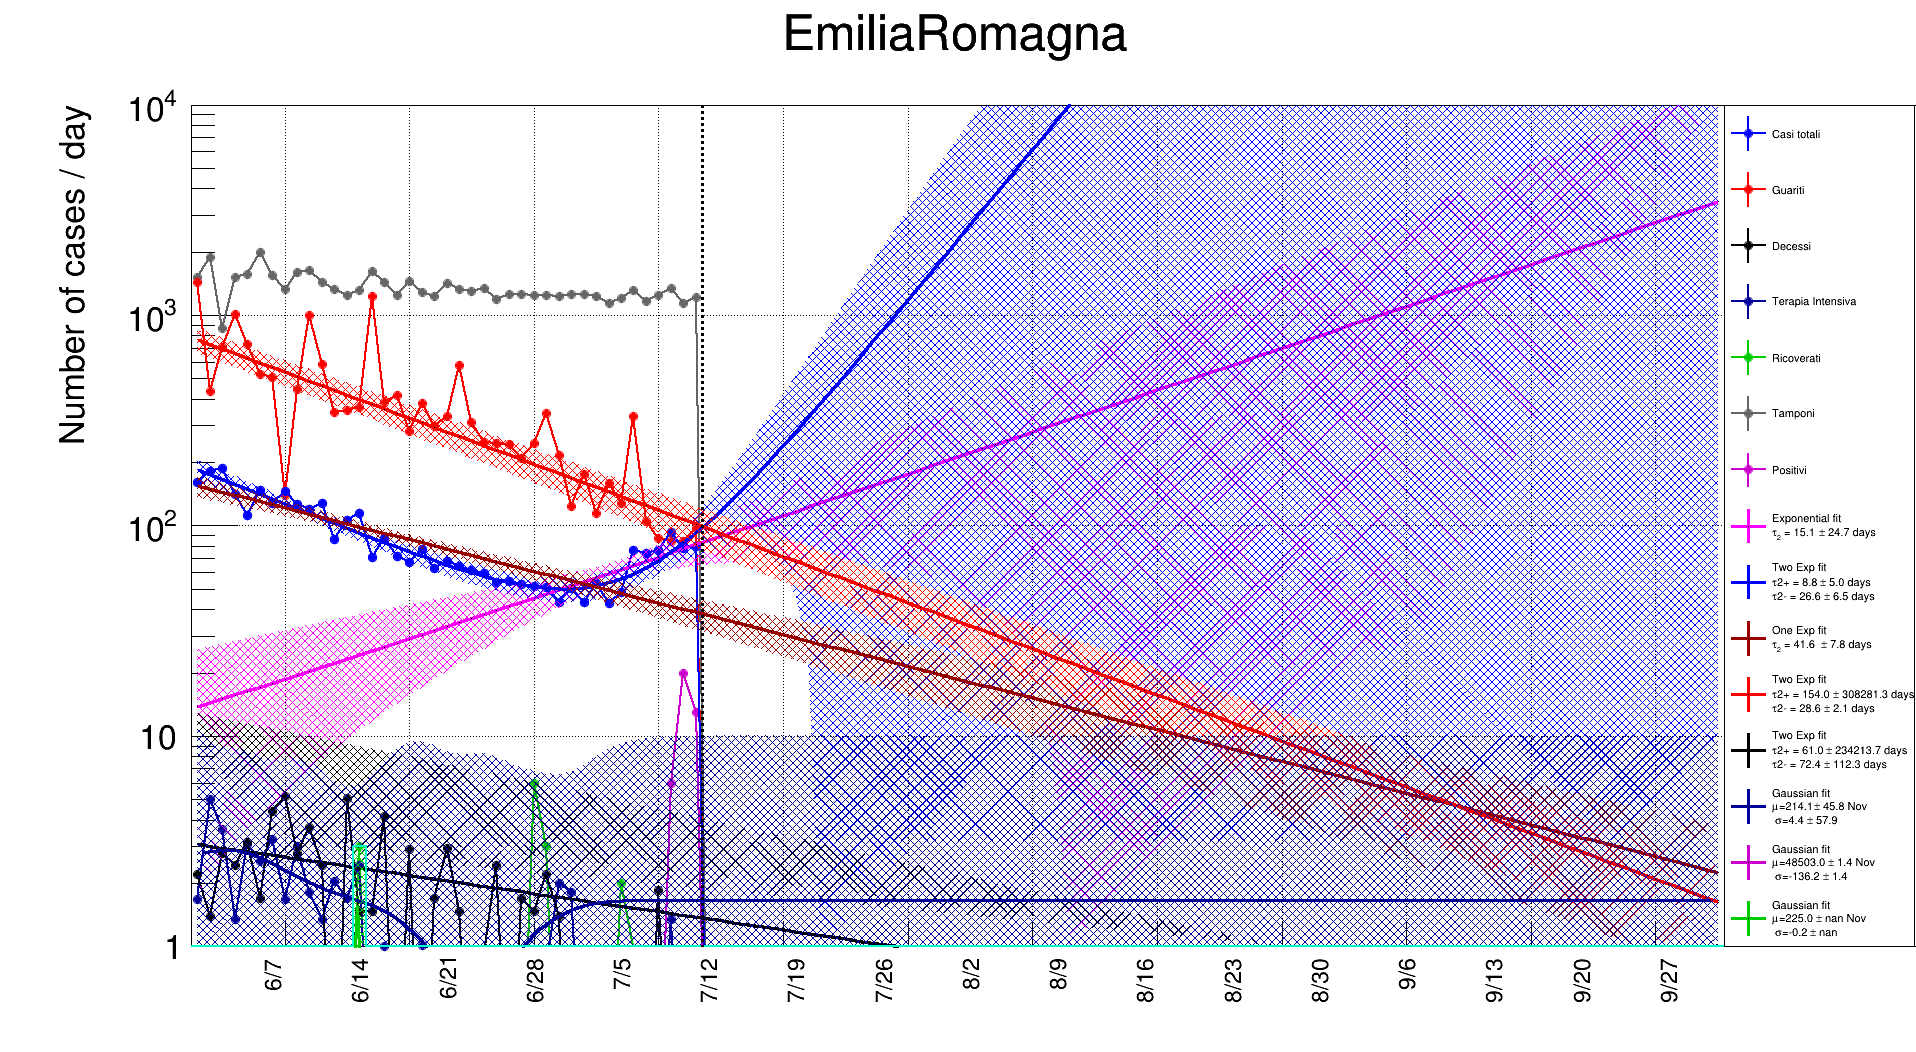 EmiliaRomagna
Number of cases / day
10^4
10^3
10^2
10
1
6/7
6/14
6/21
6/28
7/5
7/12
7/19
7/26
8/2
8/9
8/16
8/23
8/30
9/6
9/13
9/20
9/27
Casi totali
Guariti
Decessi
Terapia Intensiva
Ricoverati
Tamponi
Positivi
Exponential fit
τ₂ = 15.1 ± 24.7 days
Two Exp fit
τ2+ = 8.8 ± 5.0 days
τ2- = 26.6 ± 6.5 days
One Exp fit
τ₂ = 41.6 ± 7.8 days
Two Exp fit
τ2+ = 154.0 ± 308281.3 days
τ2- = 28.6 ± 2.1 days
Two Exp fit
τ2+ = 61.0 ± 234213.7 days
τ2- = 72.4 ± 112.3 days
Gaussian fit
μ=214.1± 45.8 Nov
σ=4.4 ± 57.9
Gaussian fit
μ=48503.0 ± 1.4 Nov
σ=-136.2 ± 1.4
Gaussian fit
μ=225.0 ± nan Nov
σ=-0.2 ± nan